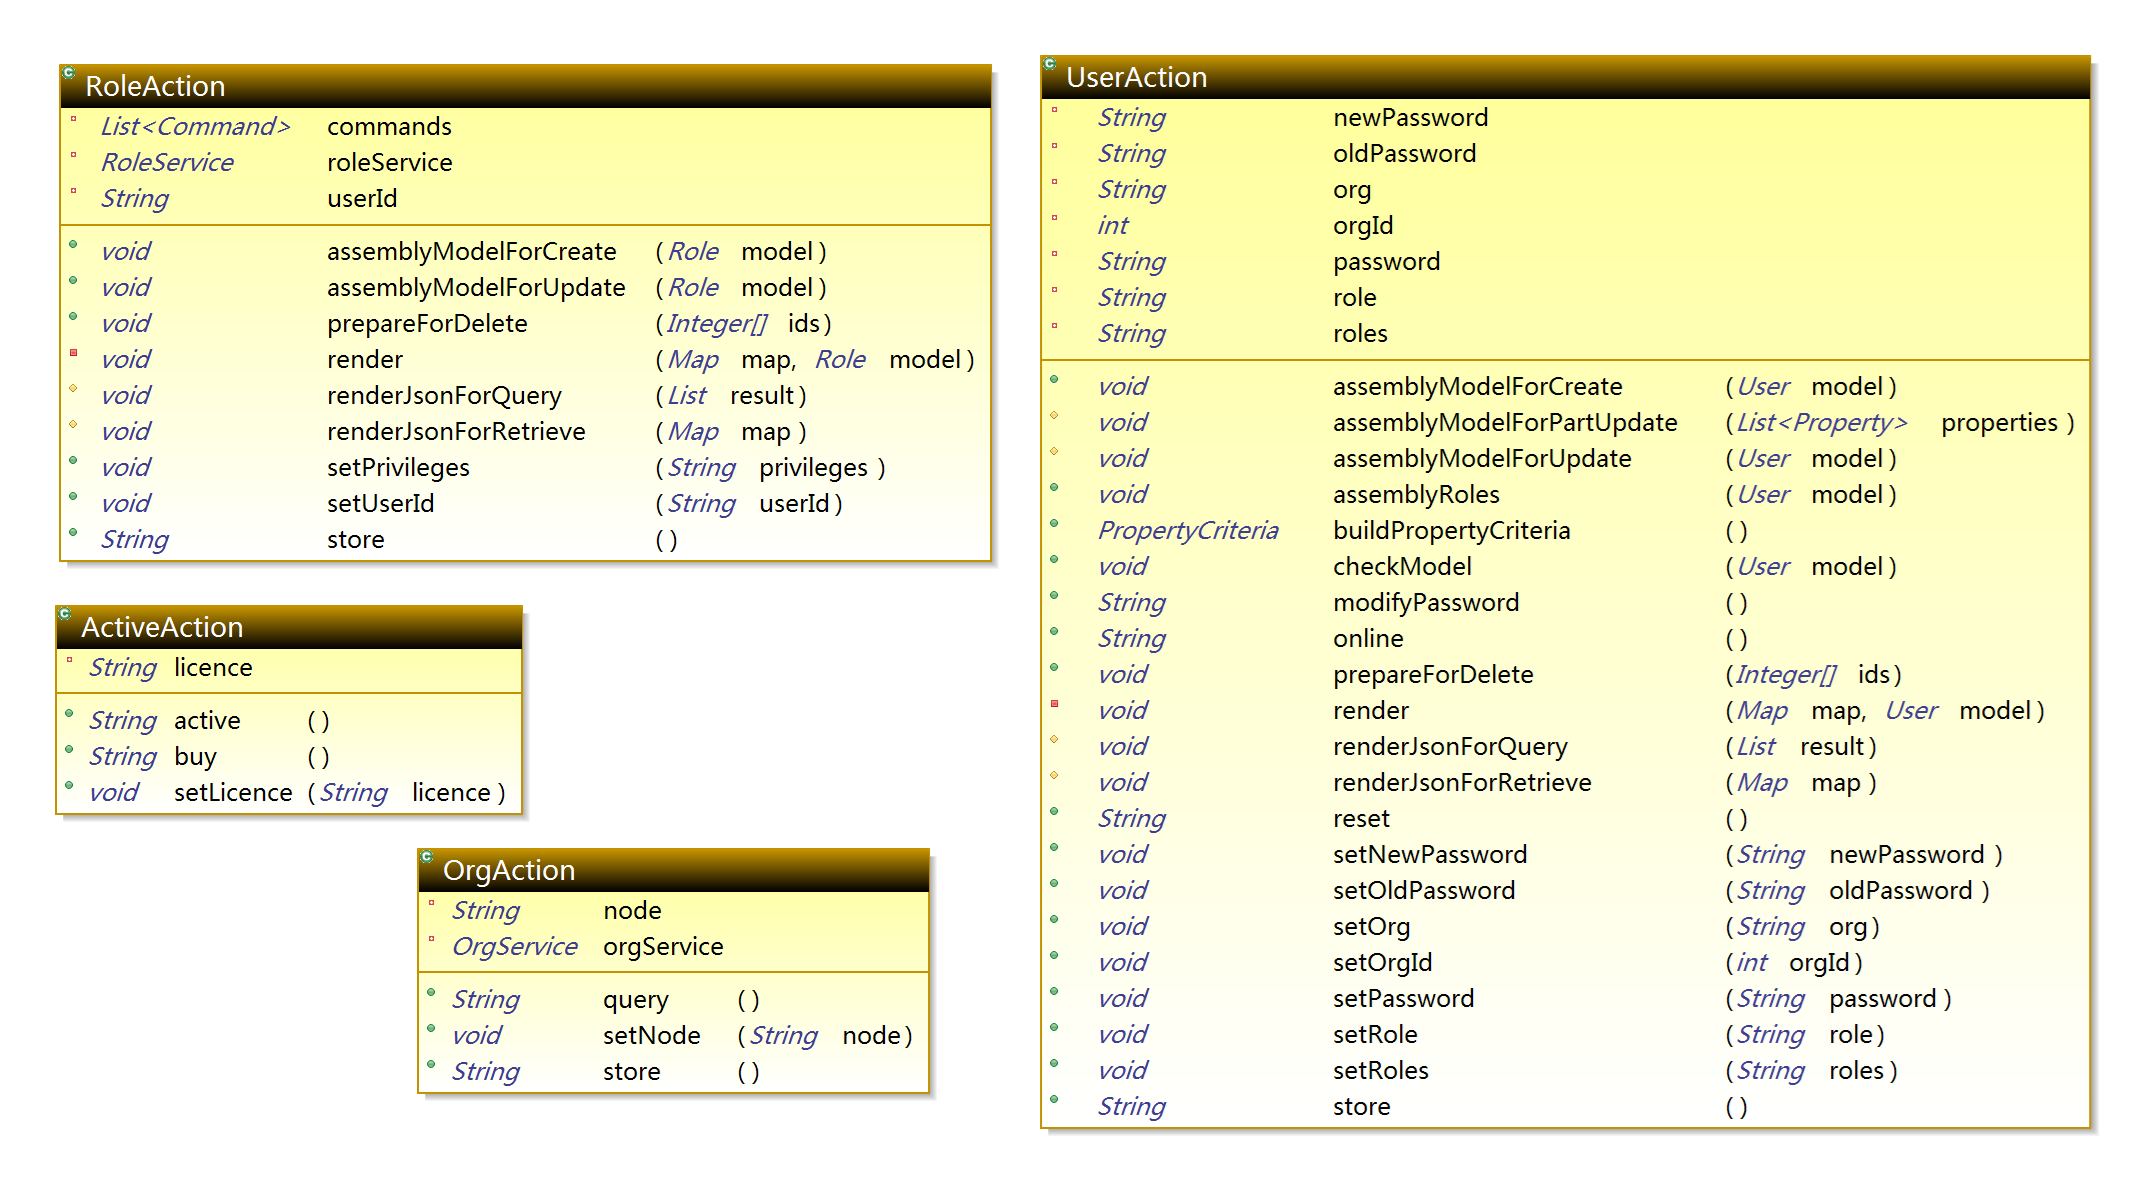 RoleAction
List<Command> commands
RoleService roleService
String userId
void assemblyModelForCreate (Role model)
void assemblyModelForUpdate (Role model)
void prepareForDelete (Integer[] ids)
void render (Map map, Role model)
void renderJsonForQuery (List result)
void renderJsonForRetrieve (Map map)
void setPrivileges (String privileges)
void setUserId (String userId)
String store ()
ActiveAction
String licence
String active ()
String buy ()
void setLicence (String licence)
OrgAction
String node
OrgService orgService
String query ()
void setNode (String node)
String store ()
UserAction
String newPassword
String oldPassword
String org
int orgId
String password
String role
String roles
void assemblyModelForCreate (User model)
void assemblyModelForPartUpdate (List<Property> properties)
void assemblyModelForUpdate (User model)
void assemblyRoles (User model)
PropertyCriteria buildPropertyCriteria ()
void checkModel (User model)
String modifyPassword ()
String online ()
void prepareForDelete (Integer[] ids)
void render (Map map, User model)
void renderJsonForQuery (List result)
void renderJsonForRetrieve (Map map)
String reset ()
void setNewPassword (String newPassword)
void setOldPassword (String oldPassword)
void setOrg (String org)
void setOrgId (int orgId)
void setPassword (String password)
void setRole (String role)
void setRoles (String roles)
String store ()